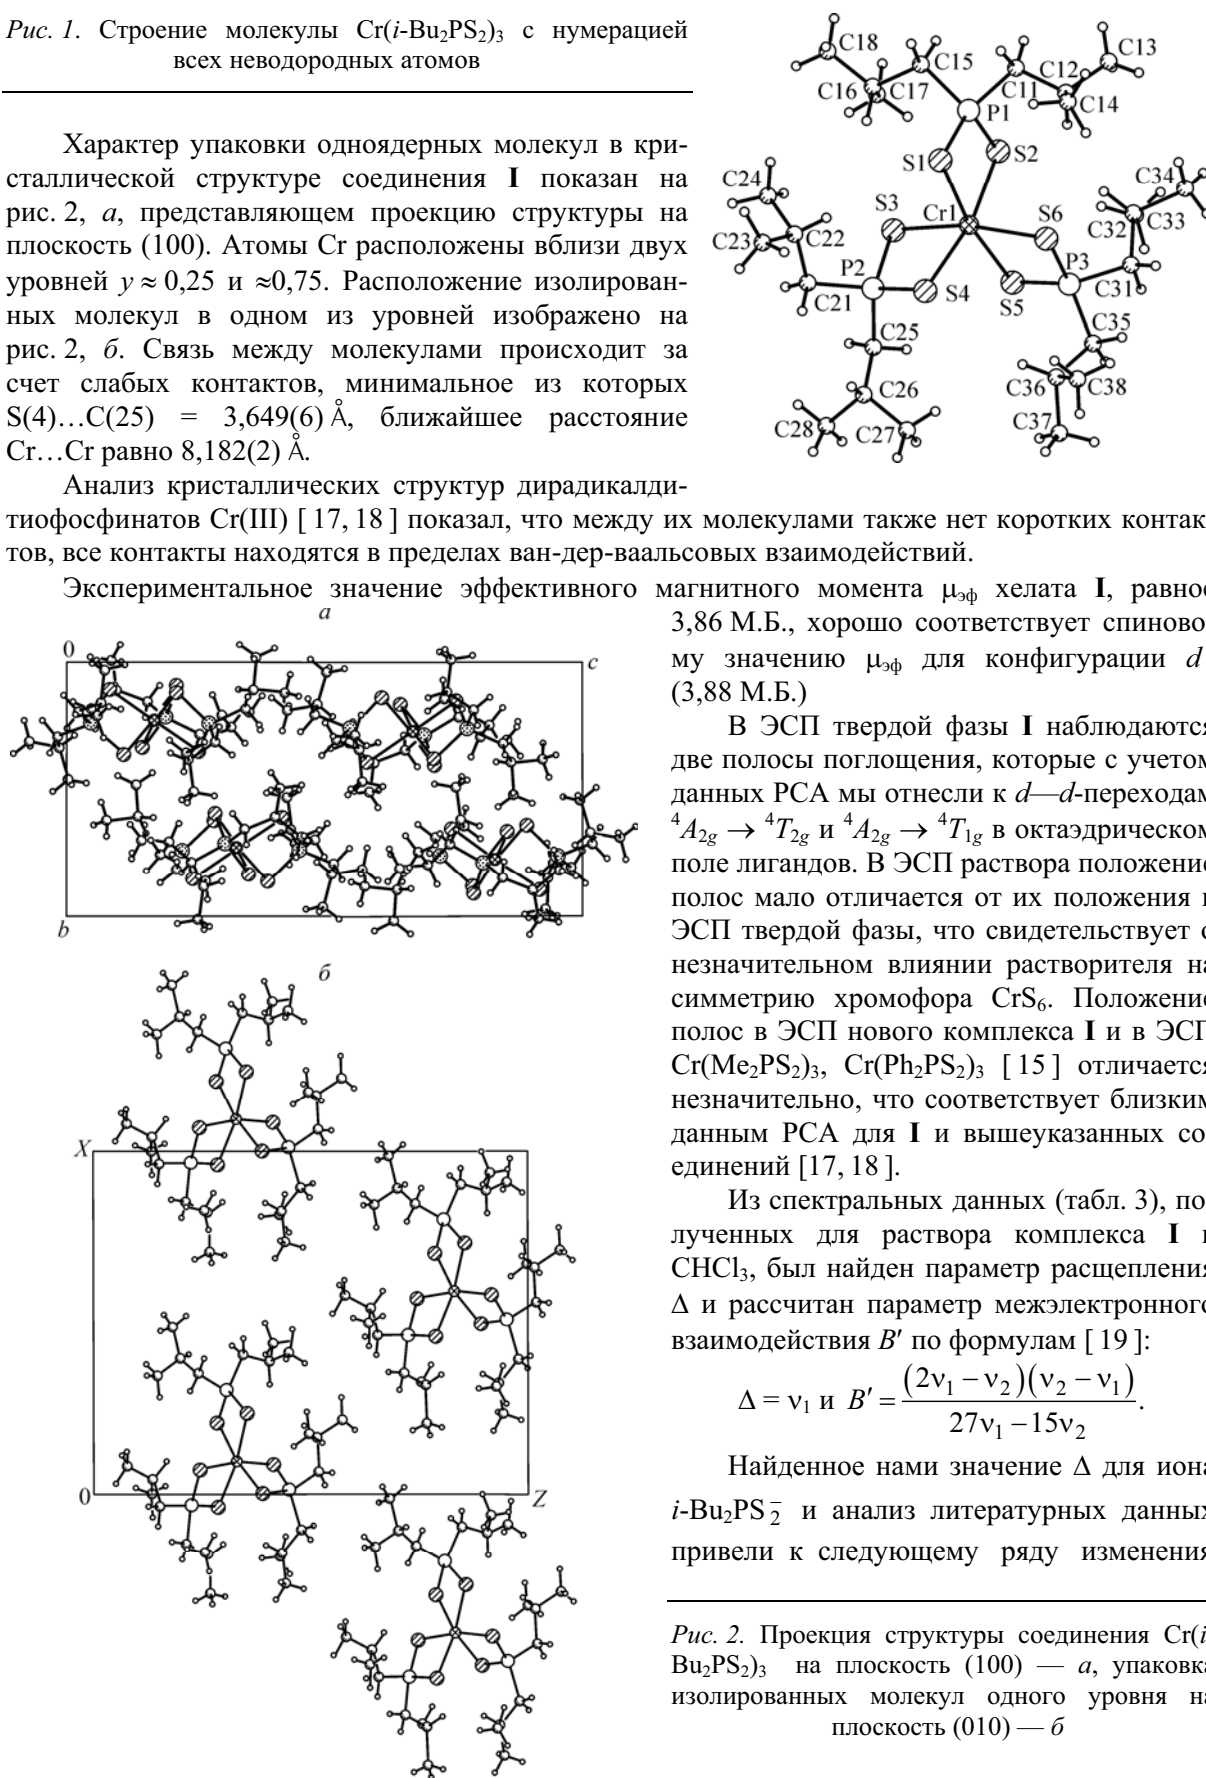 Рис. 1. Строение молекулы Cr(i-Bu₂PS₂)₃ с нумерацией
всех неводородных атомов
C18
C15
C13
C12
C16
C17
C11
C14
P1
S1
S2
C24
C34
S3
Cr1
S6
C23
C22
C32
C33
P2
P3
C21
S4
S5
C31
C25
C35
C26
C36
C38
C28
C27
C37
Характер упаковки одноядерных молекул в кри-
сталлической структуре соединения I показан на
рис. 2, а, представляющем проекцию структуры на
плоскость (100). Атомы Cr расположены вблизи двух
уровней y ≈ 0,25 и ≈0,75. Расположение изолирован-
ных молекул в одном из уровней изображено на
рис. 2, б. Связь между молекулами происходит за
счет слабых контактов, минимальное из которых
S(4)…C(25) = 3,649(6) Å, ближайшее расстояние
Cr…Cr равно 8,182(2) Å.
Анализ кристаллических структур дирадикалди-
тиофосфинатов Cr(III) [ 17, 18 ] показал, что между их молекулами также нет коротких контак
тов, все контакты находятся в пределах ван-дер-ваальсовых взаимодействий.
Экспериментальное значение эффективного магнитного момента μэф хелата I, равное
3,86 М.Б., хорошо соответствует спиново
му значению μэф для конфигурации d
(3,88 М.Б.)
В ЭСП твердой фазы I наблюдаются
две полосы поглощения, которые с учетом
данных РСА мы отнесли к d—d-переходам
⁴A₂g → ⁴T₂g и ⁴A₂g → ⁴T₁g в октаэдрическом
поле лигандов. В ЭСП раствора положение
полос мало отличается от их положения
ЭСП твердой фазы, что свидетельствует о
незначительном влиянии растворителя на
симметрию хромофора CrS₆. Положение
полос в ЭСП нового комплекса I и в ЭСП
Cr(Me₂PS₂)₃, Cr(Ph₂PS₂)₃ [ 15 ] отличается
незначительно, что соответствует близким
данным РСА для I и вышеуказанных со
единений [17, 18 ].
Из спектральных данных (табл. 3), по
лученных для раствора комплекса I
CHCl₃, был найден параметр расщепления
Δ и рассчитан параметр межэлектронного
взаимодействия B′ по формулам [ 19 ]:
Δ = ν₁ и B′ = (2ν₁ − ν₂)(ν₂ − ν₁) / 27ν₁ − 15ν₂.
Найденное нами значение Δ для иона
i-Bu₂PS₂⁻ и анализ литературных данных
привели к следующему ряду изменения
а
0
c
b
б
X
0
Z
Рис. 2. Проекция структуры соединения Cr(i
Bu₂PS₂)₃ на плоскость (100) — а, упаковка
изолированных молекул одного уровня на
плоскость (010) — б